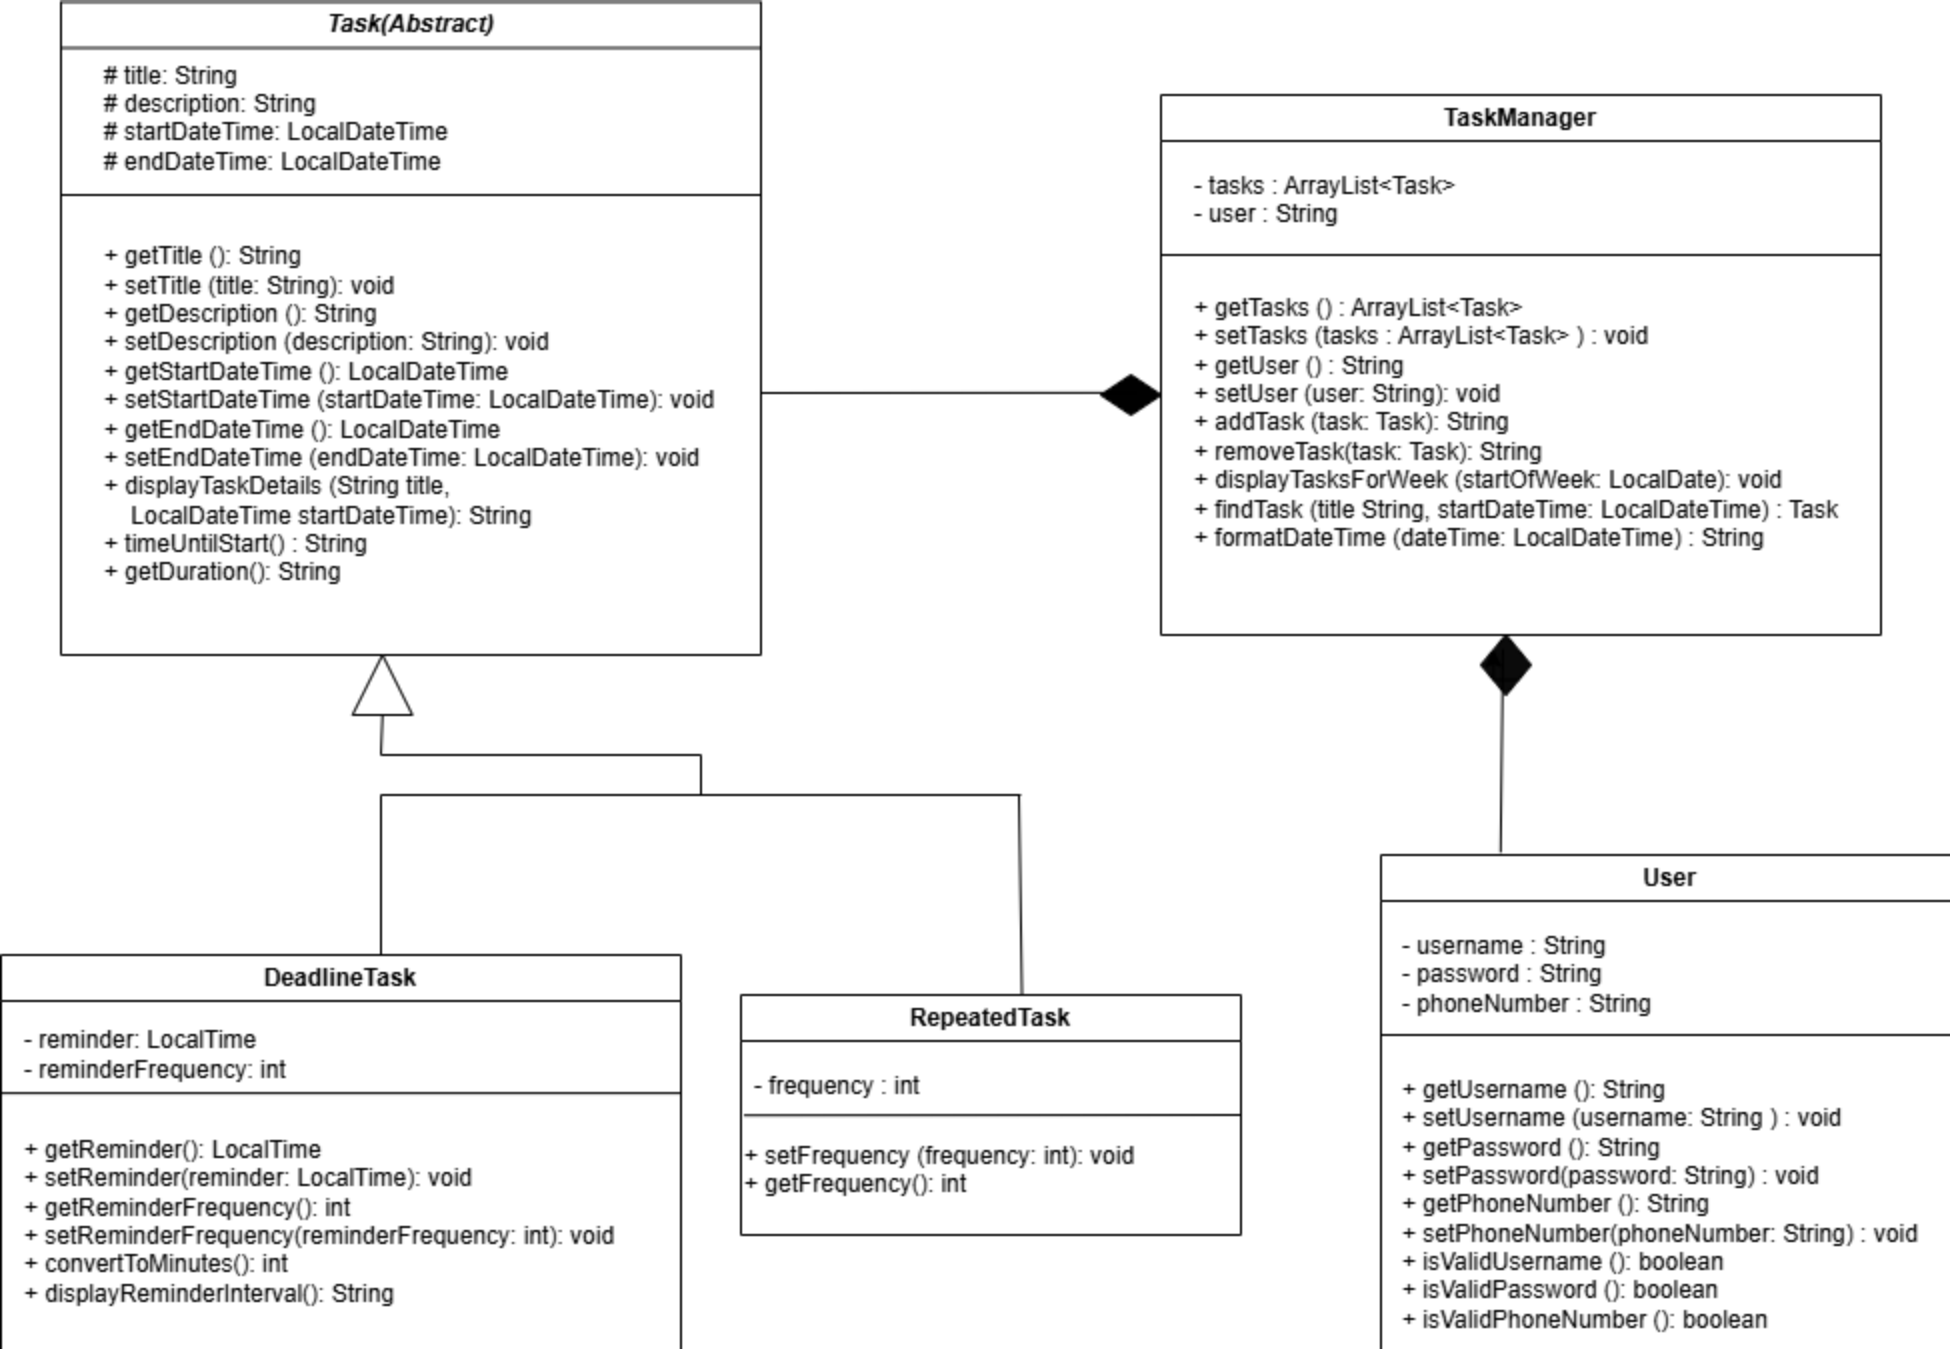 Task(Abstract)
# title: String
# description: String
# startDateTime: LocalDateTime
# endDateTime: LocalDateTime
+ getTitle (): String
+ setTitle (title: String): void
+ getDescription (): String
+ setDescription (description: String): void
+ getStartDateTime (): LocalDateTime
+ setStartDateTime (startDateTime: LocalDateTime): void
+ getEndDateTime (): LocalDateTime
+ setEndDateTime (endDateTime: LocalDateTime): void
+ displayTaskDetails (String title,
LocalDateTime startDateTime): String
+ timeUntilStart() : String
+ getDuration(): String
TaskManager
- tasks : ArrayList<Task>
- user : String
+ getTasks () : ArrayList<Task>
+ setTasks (tasks : ArrayList<Task> ) : void
+ getUser () : String
+ setUser (user: String): void
+ addTask (task: Task): String
+ removeTask(task: Task): String
+ displayTasksForWeek (startOfWeek: LocalDate): void
+ findTask (title String, startDateTime: LocalDateTime) : Task
+ formatDateTime (dateTime: LocalDateTime) : String
DeadlineTask
- reminder: LocalTime
- reminderFrequency: int
+ getReminder(): LocalTime
+ setReminder(reminder: LocalTime): void
+ getReminderFrequency(): int
+ setReminderFrequency(reminderFrequency: int): void
+ convertToMinutes(): int
+ displayReminderInterval(): String
RepeatedTask
- frequency : int
+ setFrequency (frequency: int): void
+ getFrequency(): int
User
- username : String
- password : String
- phoneNumber : String
+ getUsername (): String
+ setUsername (username: String ) : void
+ getPassword (): String
+ setPassword(password: String) : void
+ getPhoneNumber (): String
+ setPhoneNumber(phoneNumber: String) : void
+ isValidUsername (): boolean
+ isValidPassword (): boolean
+ isValidPhoneNumber (): boolean